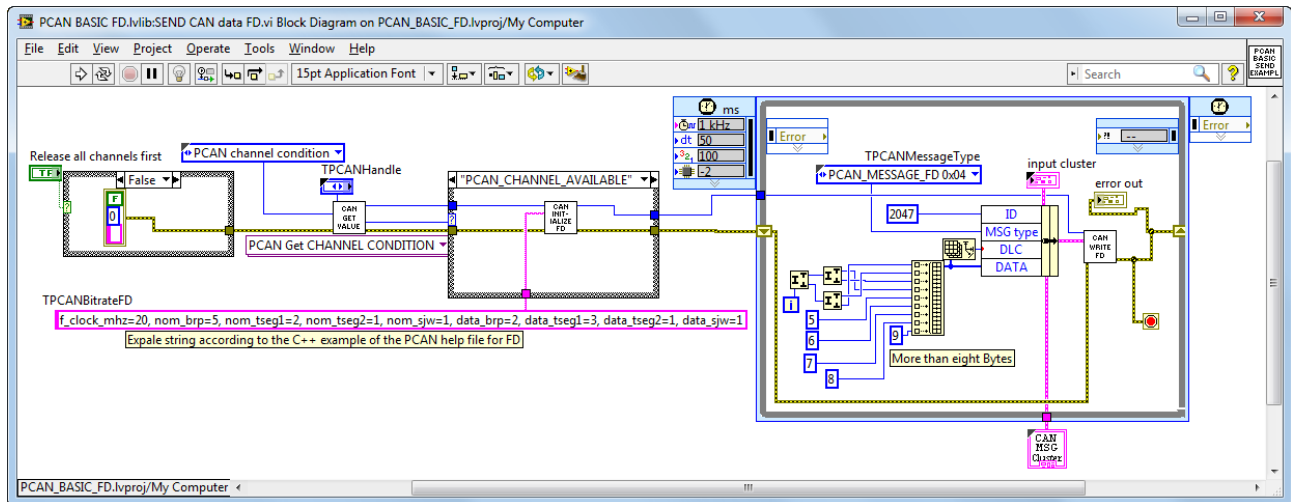 PCAN BASIC FD.lvlib:SEND CAN data FD.vi Block Diagram on PCAN_BASIC_FD.lvproj/My Computer
File Edit View Project Operate Tools Window Help
15pt Application Font
Search
PCAN
BASIC
SEND
EXAMPL
Release all channels first
TF
False
F
0
PCAN channel condition
TPCANHandle
CAN
GET
VALUE
PCAN Get CHANNEL CONDITION
"PCAN_CHANNEL_AVAILABLE"
CAN
INIT-
IALIZE
FD
TPCANBitrateFD
f_clock_mhz=20, nom_brp=5, nom_tseg1=2, nom_tseg2=1, nom_sjw=1, data_brp=2, data_tseg1=3, data_tseg2=1, data_sjw=1
Expale string according to the C++ example of the PCAN help file for FD
ms
1 kHz
dt 50
100
-2
Error
TPCANMessageType
PCAN_MESSAGE_FD 0x04
2047
ID
MSG type
DLC
DATA
i
5
6
7
8
9
More than eight Bytes
input cluster
error out
CAN
WRITE
FD
--
Error
CAN
MSG
Cluster
PCAN_BASIC_FD.lvproj/My Computer